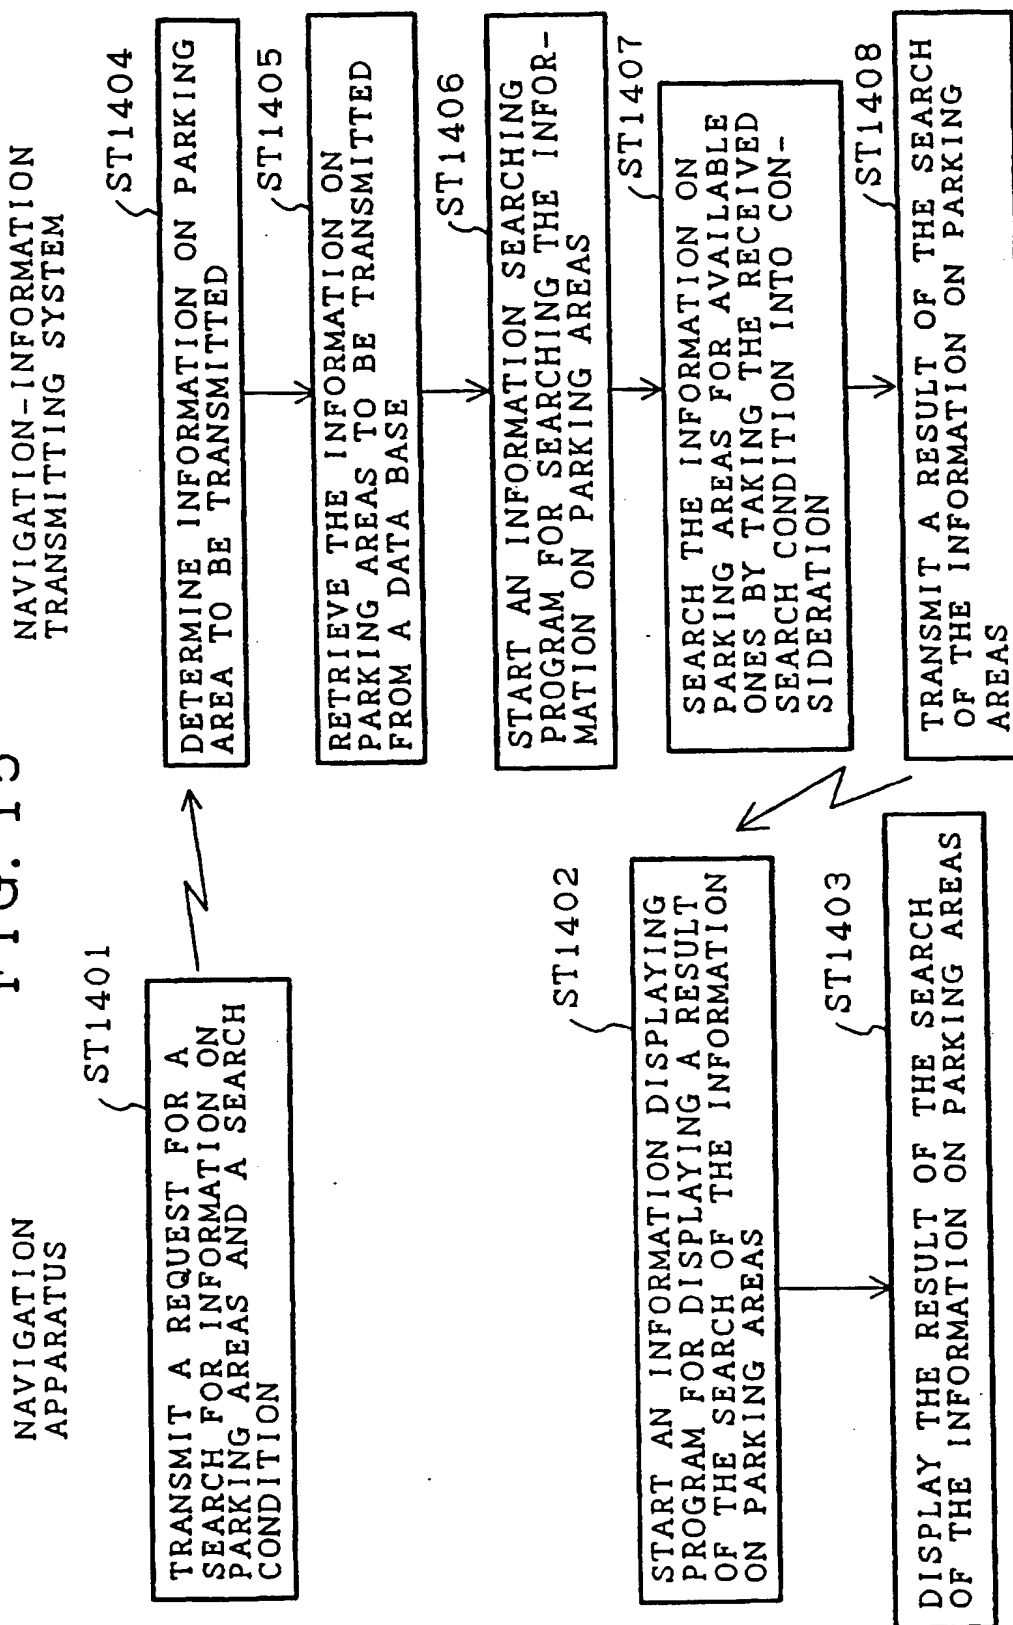 FIG. 15
NAVIGATION
APPARATUS
ST1401
TRANSMIT A REQUEST FOR A
SEARCH FOR INFORMATION ON
PARKING AREAS AND A SEARCH
CONDITION
ST1402
START AN INFORMATION DISPLAYING
PROGRAM FOR DISPLAYING A RESULT
OF THE SEARCH OF THE INFORMATION
ON PARKING AREAS
ST1403
DISPLAY THE RESULT OF THE SEARCH
OF THE INFORMATION ON PARKING AREAS
NAVIGATION-INFORMATION
TRANSMITTING SYSTEM
ST1404
DETERMINE INFORMATION ON PARKING
AREA TO BE TRANSMITTED
ST1405
RETRIEVE THE INFORMATION ON
PARKING AREAS TO BE TRANSMITTED
FROM A DATA BASE
ST1406
START AN INFORMATION SEARCHING
PROGRAM FOR SEARCHING THE INFOR-
MATION ON PARKING AREAS
ST1407
SEARCH THE INFORMATION ON
PARKING AREAS FOR AVAILABLE
ONES BY TAKING THE RECEIVED
SEARCH CONDITION INTO CON-
SIDERATION
ST1408
TRANSMIT A RESULT OF THE SEARCH
OF THE INFORMATION ON PARKING
AREAS